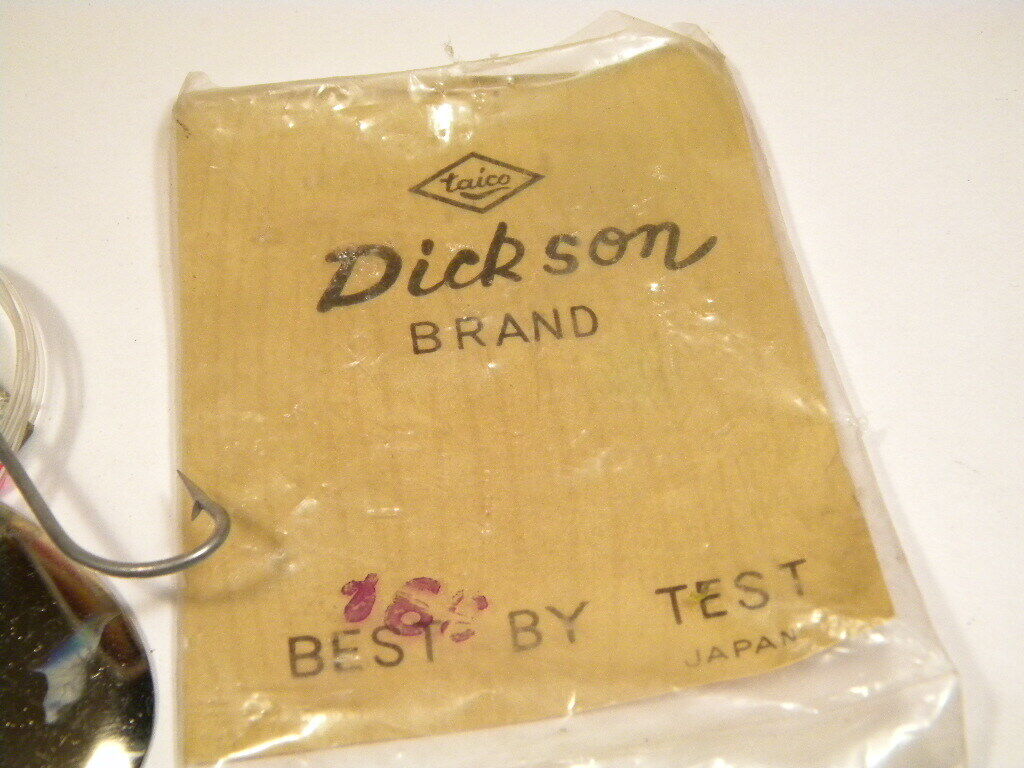 taico
Dickson
BRAND
BEST BY TEST
JAPAN